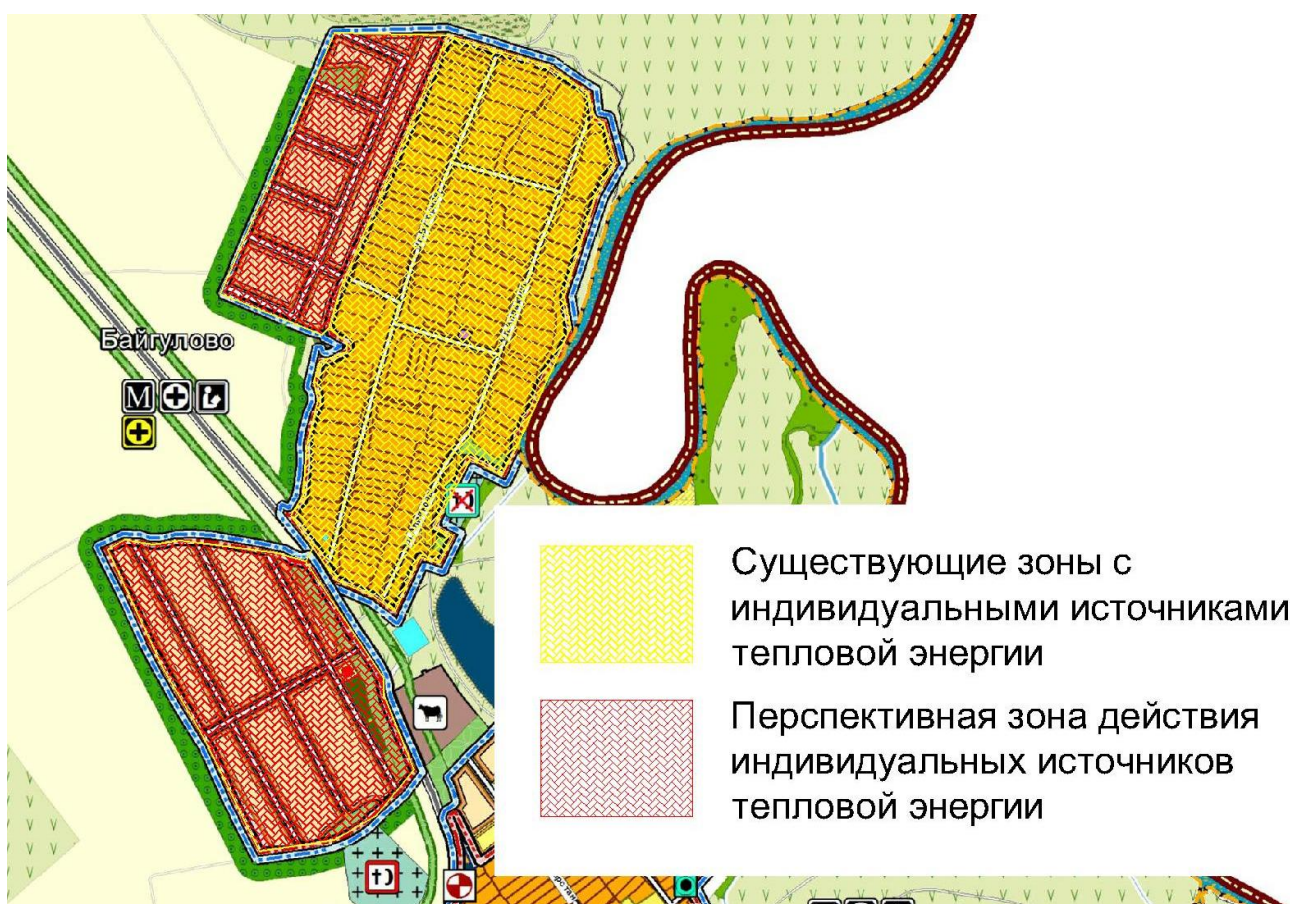 Байгулово
М
Существующие зоны с
индивидуальными источниками
тепловой энергии
Перспективная зона действия
индивидуальных источников
тепловой энергии